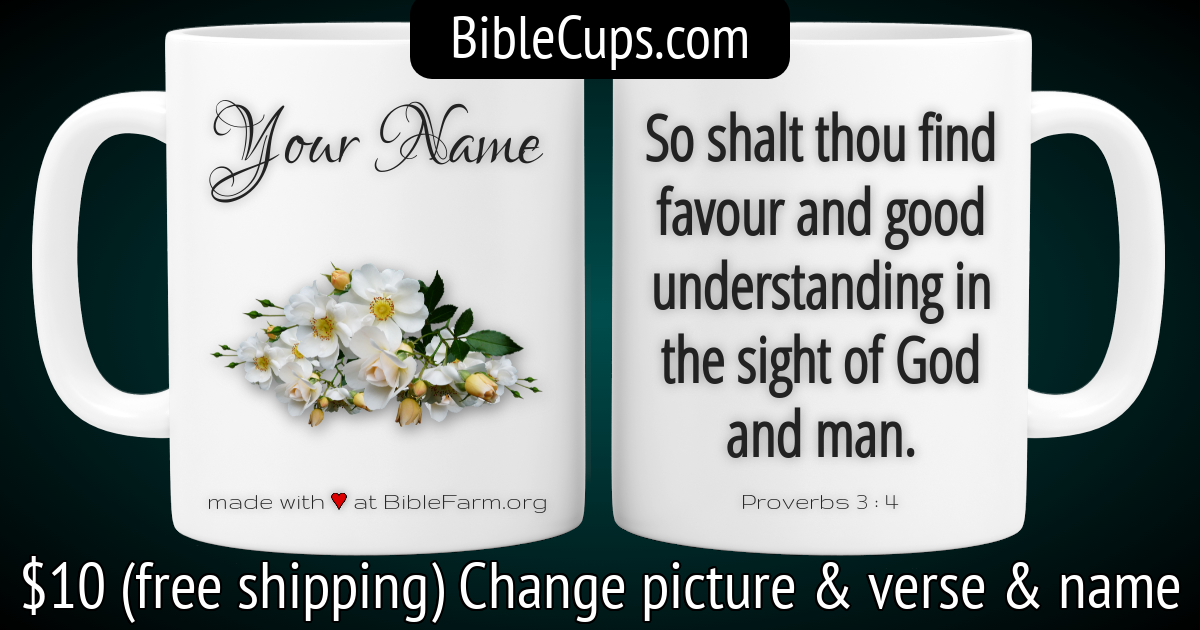 BibleCups.com
Your Name
made with ♥ at BibleFarm.org
So shalt thou find
favour and good
understanding in
the sight of God
and man.
Proverbs 3 : 4
$10 (free shipping) Change picture & verse & name